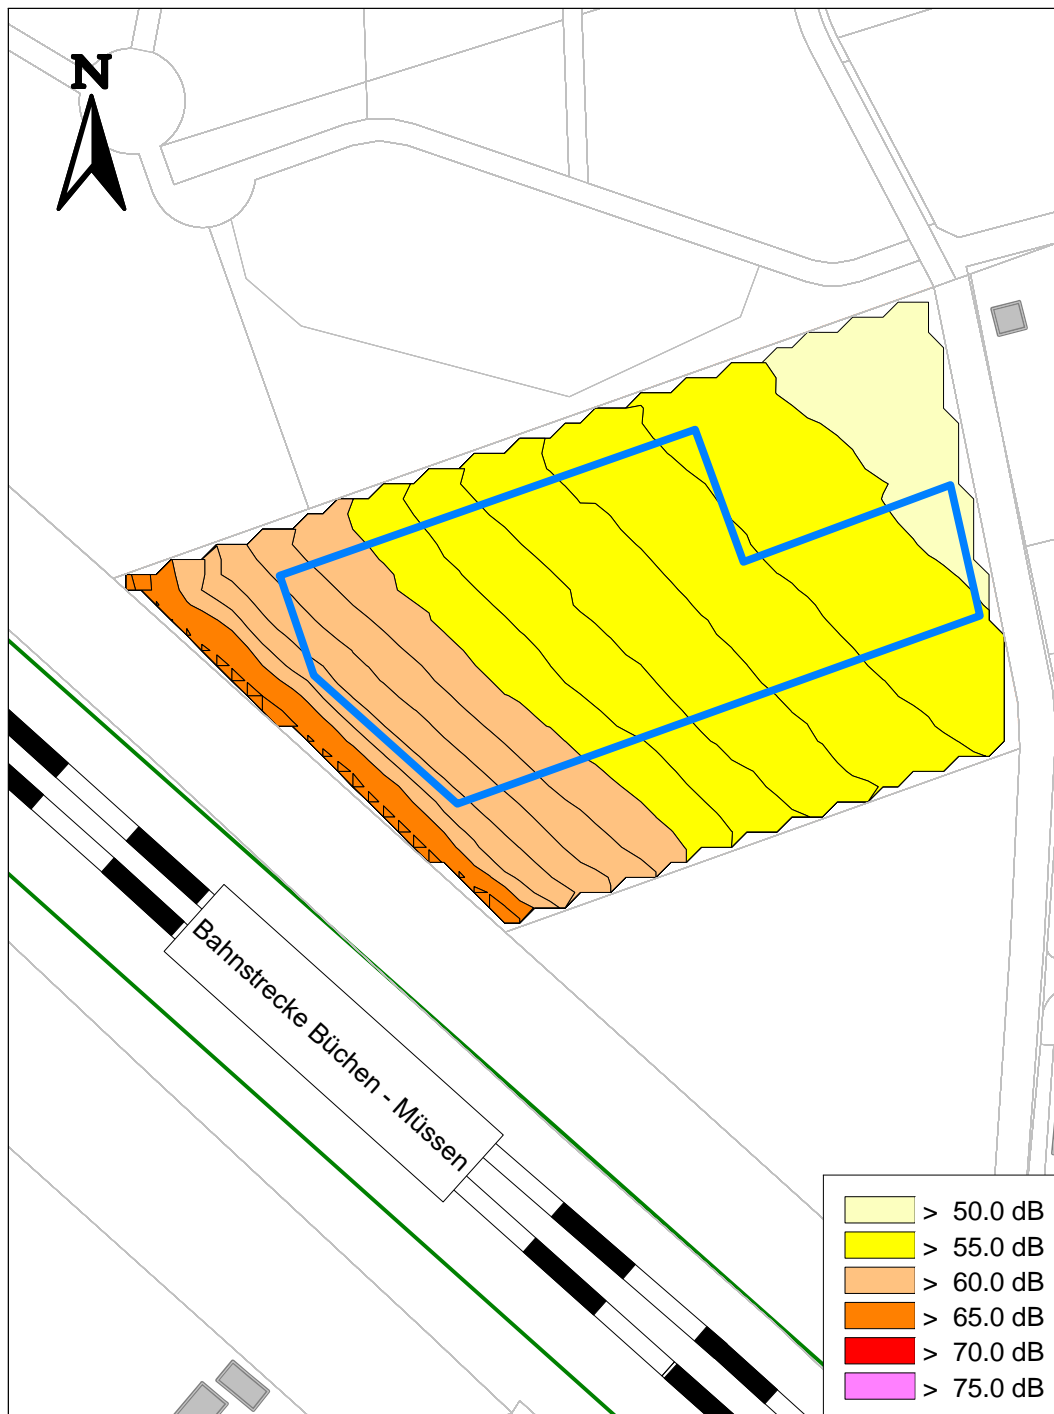 N
Bahnstrecke Büchen - Müssen
> 50.0 dB
> 55.0 dB
> 60.0 dB
> 65.0 dB
> 70.0 dB
> 75.0 dB